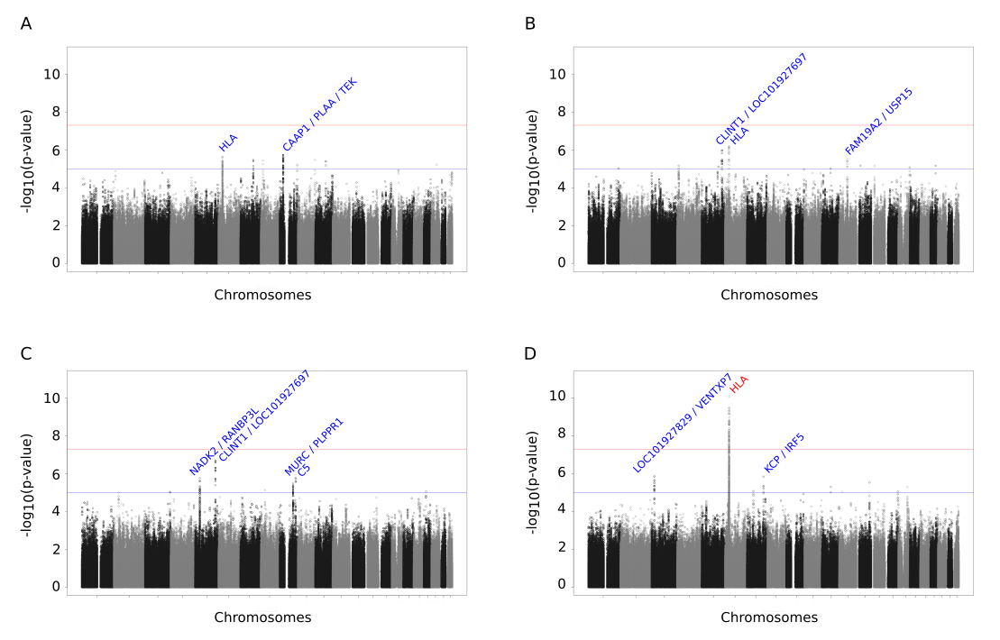 A
-log10(p-value)
10
8
6
4
2
0
HLA
CAAP1 / PLAA / TEK
Chromosomes
B
-log10(p-value)
10
8
6
4
2
0
CLINT1 / LOC101927697
HLA
FAM19A2 / USP15
Chromosomes
C
-log10(p-value)
10
8
6
4
2
0
NADK2 / RANBP3L
CLINT1 / LOC101927697
MURC / PLPPR1
C5
Chromosomes
D
-log10(p-value)
10
8
6
4
2
0
LOC101927829 / VENTXP7
HLA
KCP / IRF5
Chromosomes